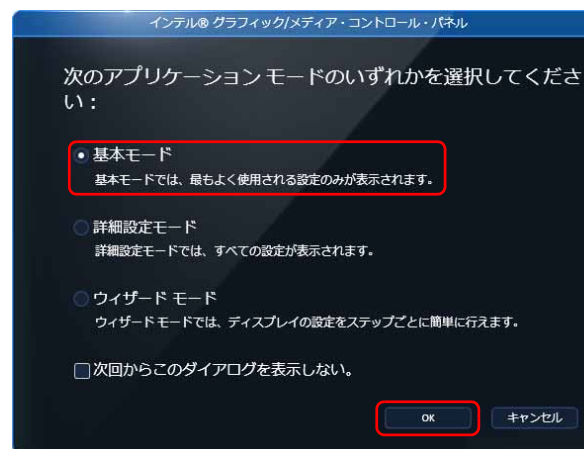 インテル® グラフィック/メディア・コントロール・パネル
次のアプリケーション モードのいずれかを選択してくださ
い：
基本モード
基本モードでは、最もよく使用される設定のみが表示されます。
詳細設定モード
詳細設定モードでは、すべての設定が表示されます。
ウィザード モード
ウィザード モードでは、ディスプレイの設定をステップごとに簡単に行えます。
次回からこのダイアログを表示しない。
OK キャンセル